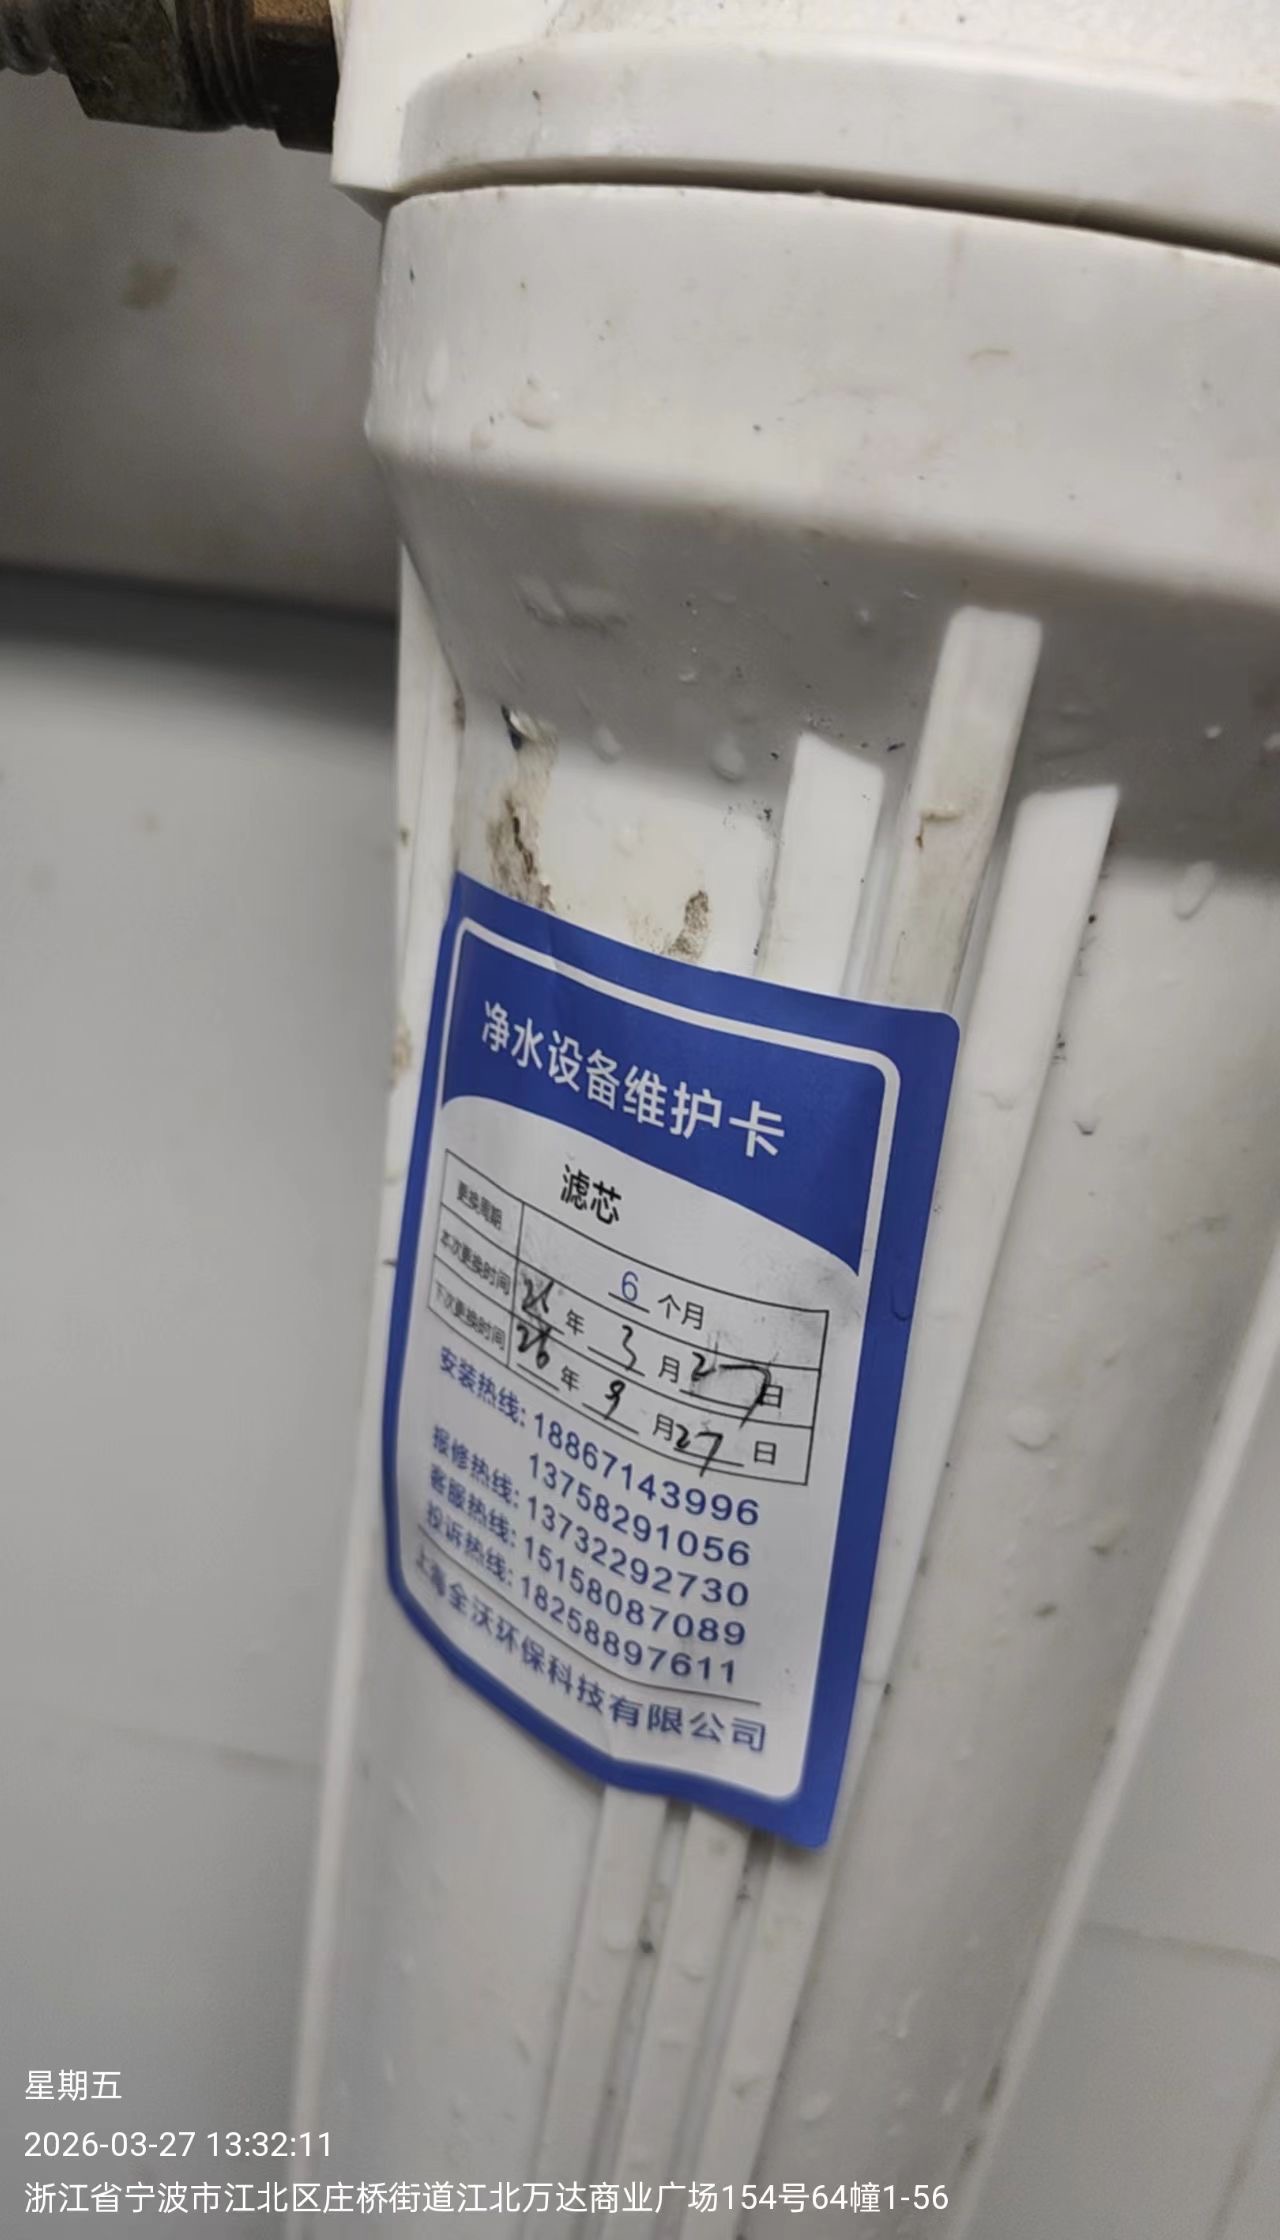 净水设备维护卡
滤芯
更换周期 6 个月
本次更换时间 26 年 3 月 27 日
下次更换时间 26 年 9 月 27 日
安装热线: 18867143996
13758291056
报修热线: 13732292730
客服热线: 15158087089
投诉热线: 18258897611
上海全沃环保科技有限公司
星期五
2026-03-27 13:32:11
浙江省宁波市江北区庄桥街道江北万达商业广场154号64幢1-56